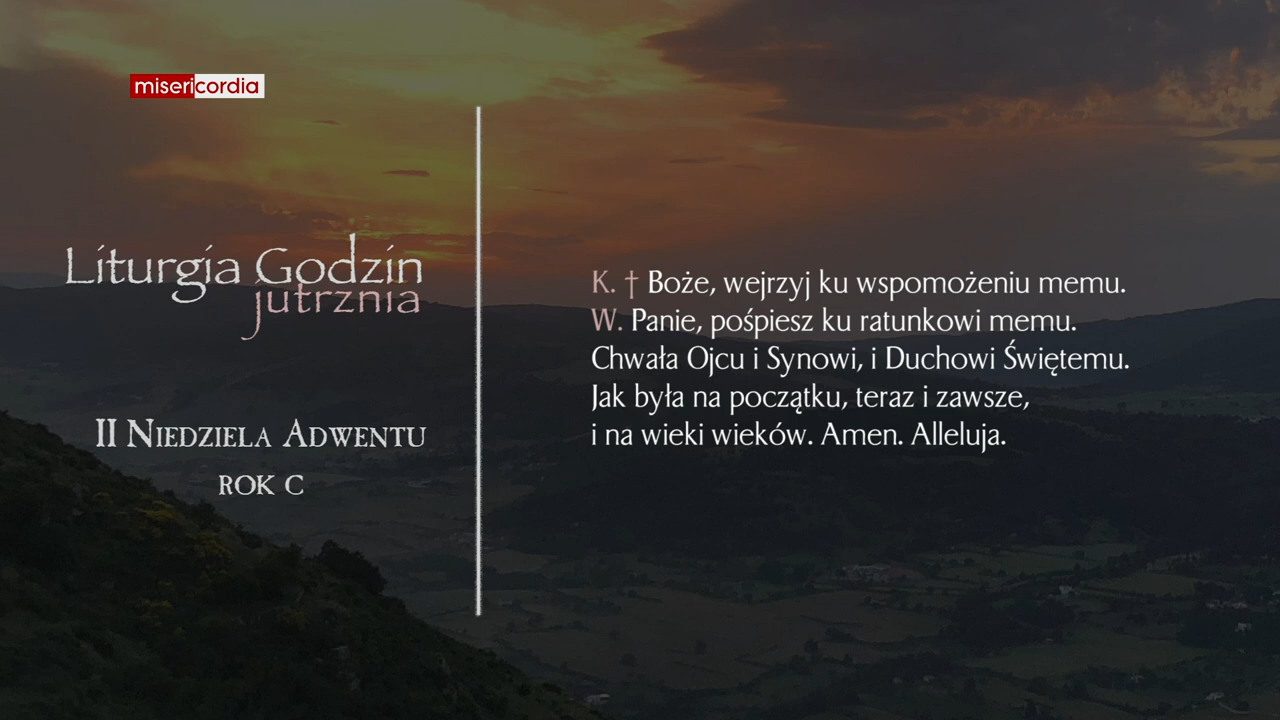 misericordia
Liturgia Godzin
jutrznia
II Niedziela Adwentu
rok C
K. † Boże, wejrzyj ku wspomożeniu memu.
W. Panie, pośpiesz ku ratunkowi memu.
Chwała Ojcu i Synowi, i Duchowi Świętemu.
Jak była na początku, teraz i zawsze,
i na wieki wieków. Amen. Alleluja.